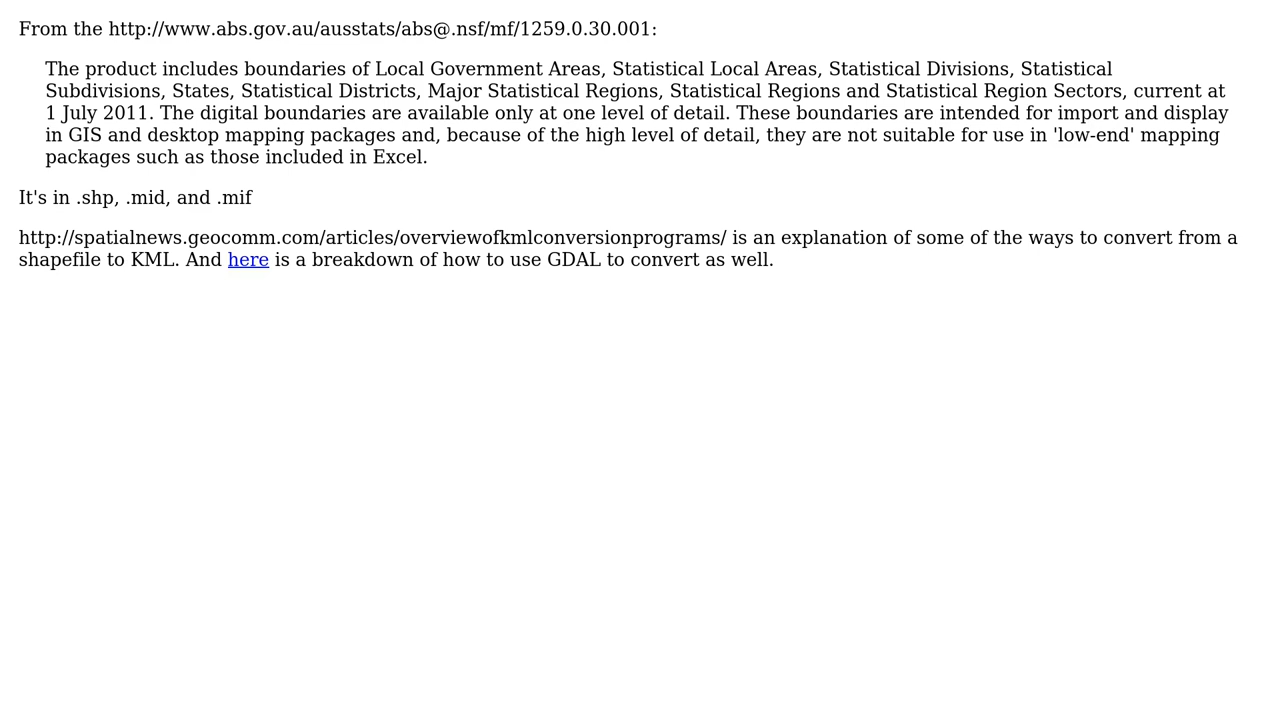 From the http://www.abs.gov.au/ausstats/abs@.nsf/mf/1259.0.30.001:
The product includes boundaries of Local Government Areas, Statistical Local Areas, Statistical Divisions, Statistical
Subdivisions, States, Statistical Districts, Major Statistical Regions, Statistical Regions and Statistical Region Sectors, current at
1 July 2011. The digital boundaries are available only at one level of detail. These boundaries are intended for import and display
in GIS and desktop mapping packages and, because of the high level of detail, they are not suitable for use in 'low-end' mapping
packages such as those included in Excel.
It's in .shp, .mid, and .mif
http://spatialnews.geocomm.com/articles/overviewofkmlconversionprograms/ is an explanation of some of the ways to convert from a
shapefile to KML. And here is a breakdown of how to use GDAL to convert as well.